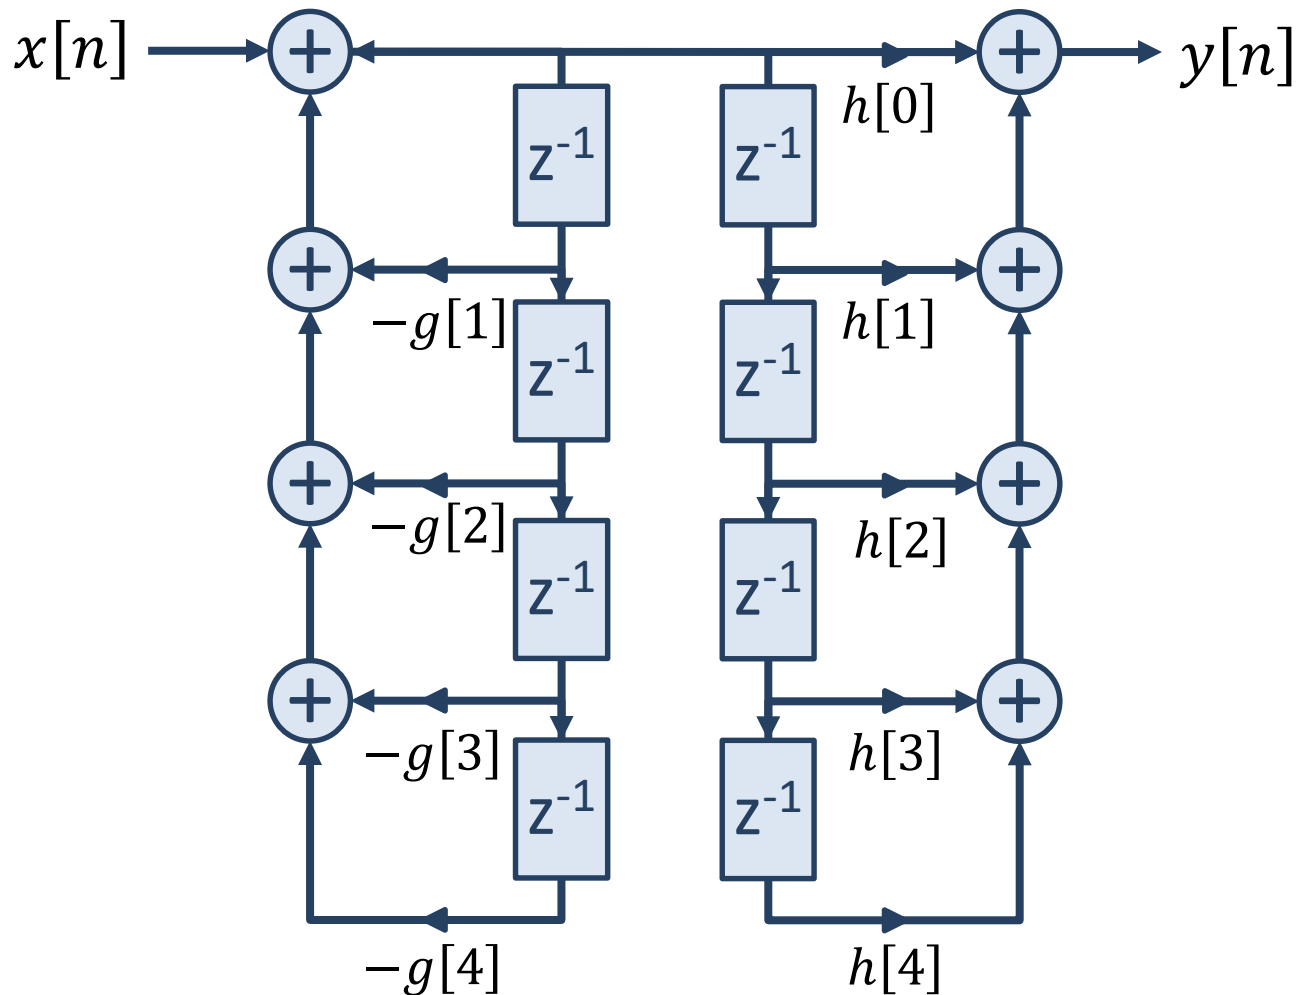 x[n] + + y[n]
z⁻¹ z⁻¹ h[0]
+ + 
−g[1] z⁻¹ z⁻¹ h[1]
+ +
−g[2] z⁻¹ z⁻¹ h[2]
+ +
−g[3] z⁻¹ z⁻¹ h[3]
−g[4] h[4]